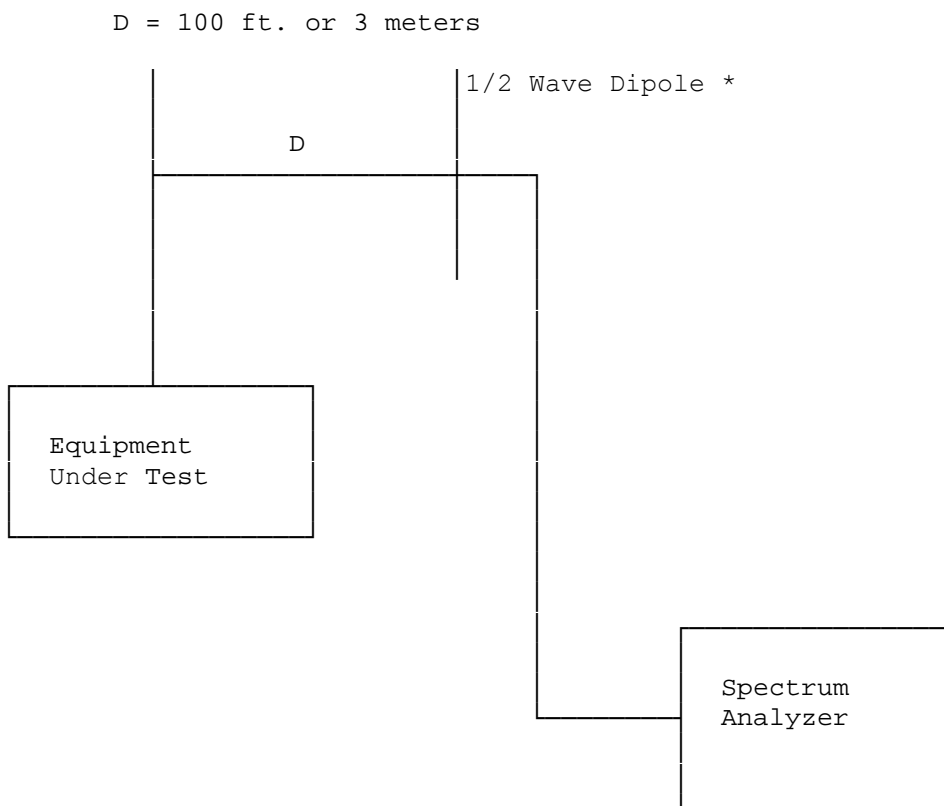 D = 100 ft. or 3 meters
1/2 Wave Dipole *
D
Equipment
Under Test
Spectrum
Analyzer